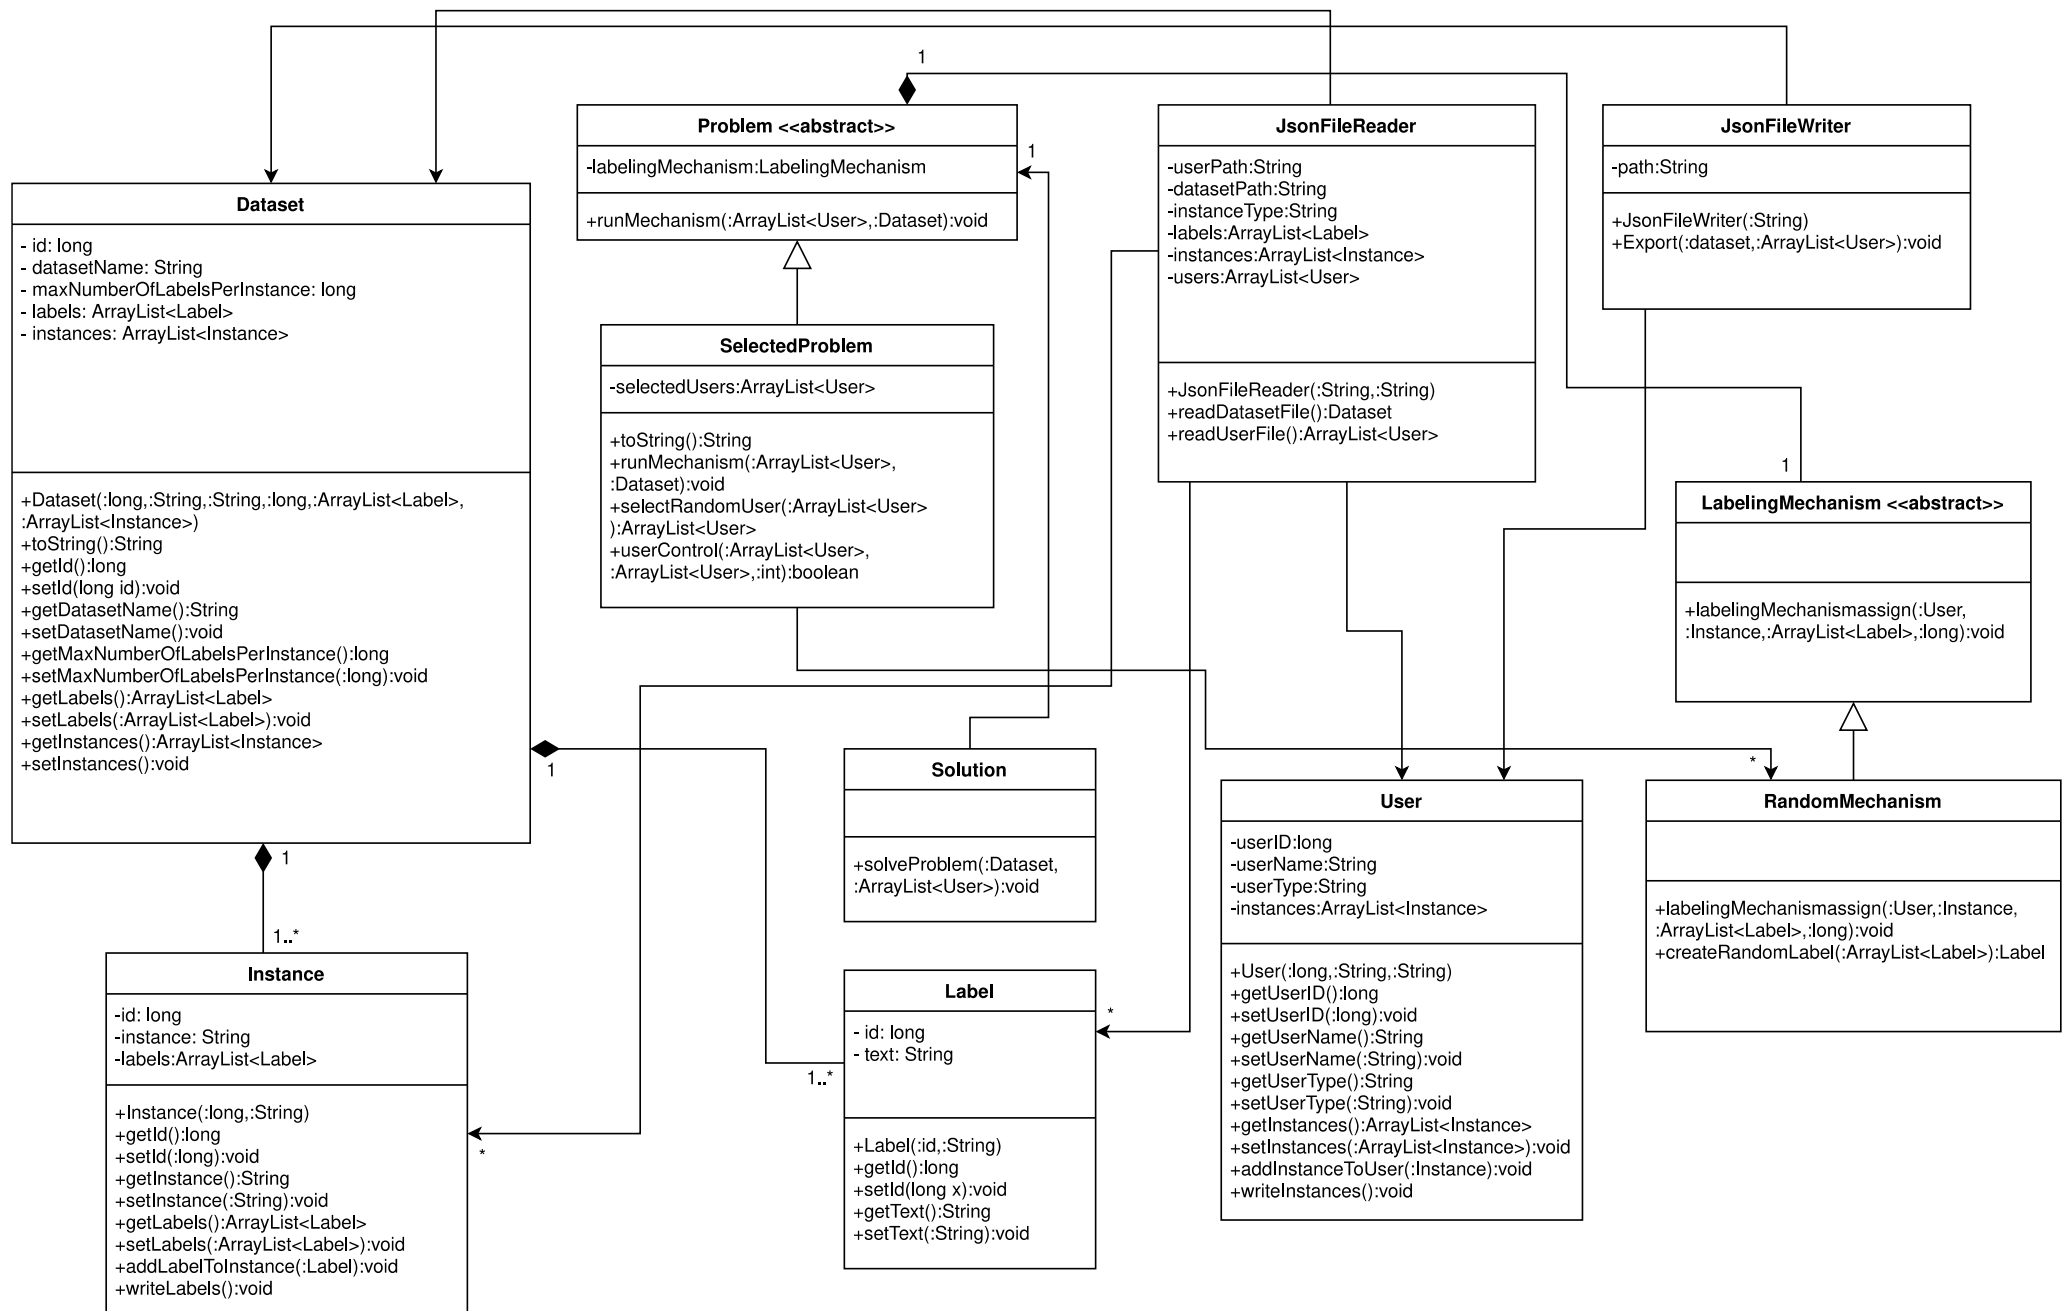 Dataset
- id: long
- datasetName: String
- maxNumberOfLabelsPerInstance: long
- labels: ArrayList<Label>
- instances: ArrayList<Instance>
+Dataset(:long,:String,:String,:long,:ArrayList<Label>,
:ArrayList<Instance>)
+toString():String
+getId():long
+setId(long id):void
+getDatasetName():String
+setDatasetName():void
+getMaxNumberOfLabelsPerInstance():long
+setMaxNumberOfLabelsPerInstance(:long):void
+getLabels():ArrayList<Label>
+setLabels(:ArrayList<Label>):void
+getInstances():ArrayList<Instance>
+setInstances():void
1
1
1..*
1..*
Instance
-id: long
-instance: String
-labels:ArrayList<Label>
+Instance(:long,:String)
+getId():long
+setId(:long):void
+getInstance():String
+setInstance(:String):void
+getLabels():ArrayList<Label>
+setLabels(:ArrayList<Label>):void
+addLabelToInstance(:Label):void
+writeLabels():void
*
1
Problem <<abstract>>
-labelingMechanism:LabelingMechanism
+runMechanism(:ArrayList<User>,:Dataset):void
1
SelectedProblem
-selectedUsers:ArrayList<User>
+toString():String
+runMechanism(:ArrayList<User>,
:Dataset):void
+selectRandomUser(:ArrayList<User>
):ArrayList<User>
+userControl(:ArrayList<User>,
:ArrayList<User>,:int):boolean
Solution
+solveProblem(:Dataset,
:ArrayList<User>):void
Label
- id: long
- text: String
+Label(:id,:String)
+getId():long
+setId(long x):void
+getText():String
+setText(:String):void
*
JsonFileReader
-userPath:String
-datasetPath:String
-instanceType:String
-labels:ArrayList<Label>
-instances:ArrayList<Instance>
-users:ArrayList<User>
+JsonFileReader(:String,:String)
+readDatasetFile():Dataset
+readUserFile():ArrayList<User>
User
-userID:long
-userName:String
-userType:String
-instances:ArrayList<Instance>
+User(:long,:String,:String)
+getUserID():long
+setUserID(:long):void
+getUserName():String
+setUserName(:String):void
+getUserType():String
+setUserType(:String):void
+getInstances():ArrayList<Instance>
+setInstances(:ArrayList<Instance>):void
+addInstanceToUser(:Instance):void
+writeInstances():void
JsonFileWriter
-path:String
+JsonFileWriter(:String)
+Export(:dataset,:ArrayList<User>):void
1
LabelingMechanism <<abstract>>
+labelingMechanismassign(:User,
:Instance,:ArrayList<Label>,:long):void
*
RandomMechanism
+labelingMechanismassign(:User,:Instance,
:ArrayList<Label>,:long):void
+createRandomLabel(:ArrayList<Label>):Label